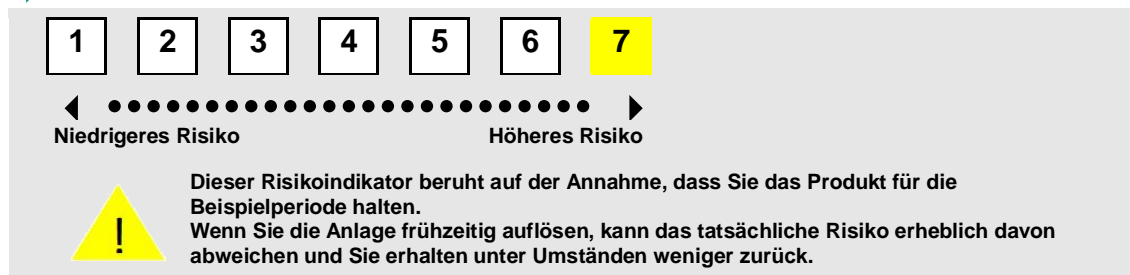 1 2 3 4 5 6 7
Niedrigeres Risiko Höheres Risiko
!
Dieser Risikoindikator beruht auf der Annahme, dass Sie das Produkt für die
Beispielperiode halten.
Wenn Sie die Anlage frühzeitig auflösen, kann das tatsächliche Risiko erheblich davon
abweichen und Sie erhalten unter Umständen weniger zurück.